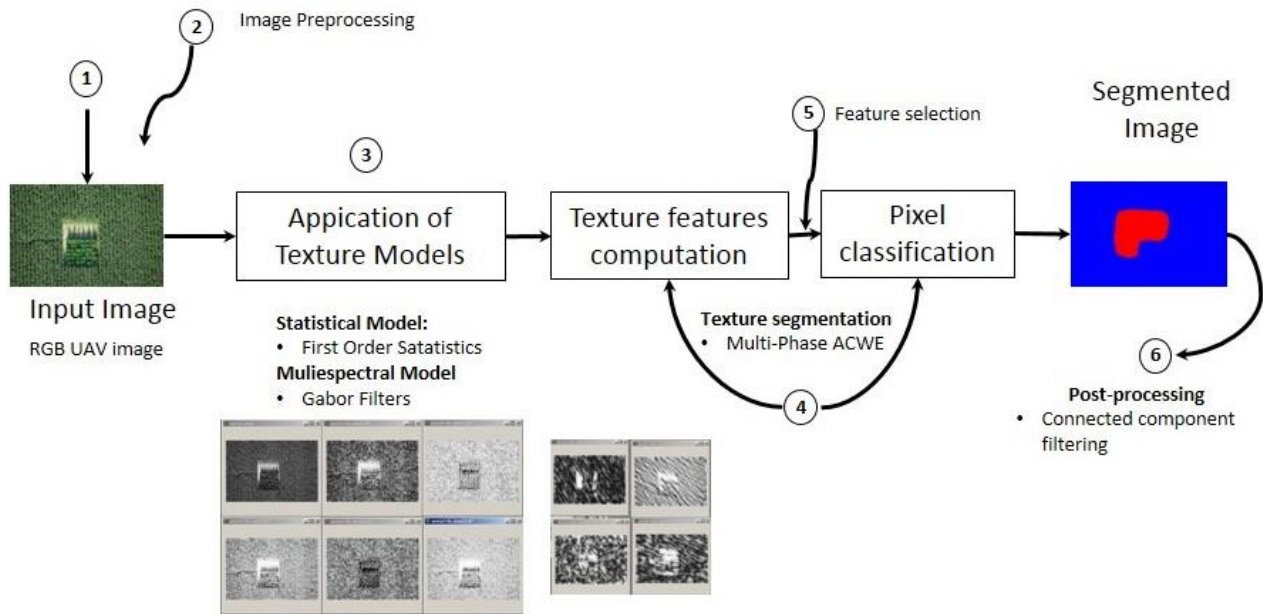 2
Image Preprocessing
1
3
5
Feature selection
Segmented
Image
Appication of
Texture Models
Texture features
computation
Pixel
classification
Input Image
RGB UAV image
Statistical Model:
• First Order Satatistics
Muliespectral Model
• Gabor Filters
Texture segmentation
• Multi-Phase ACWE
4
6
Post-processing
• Connected component
filtering